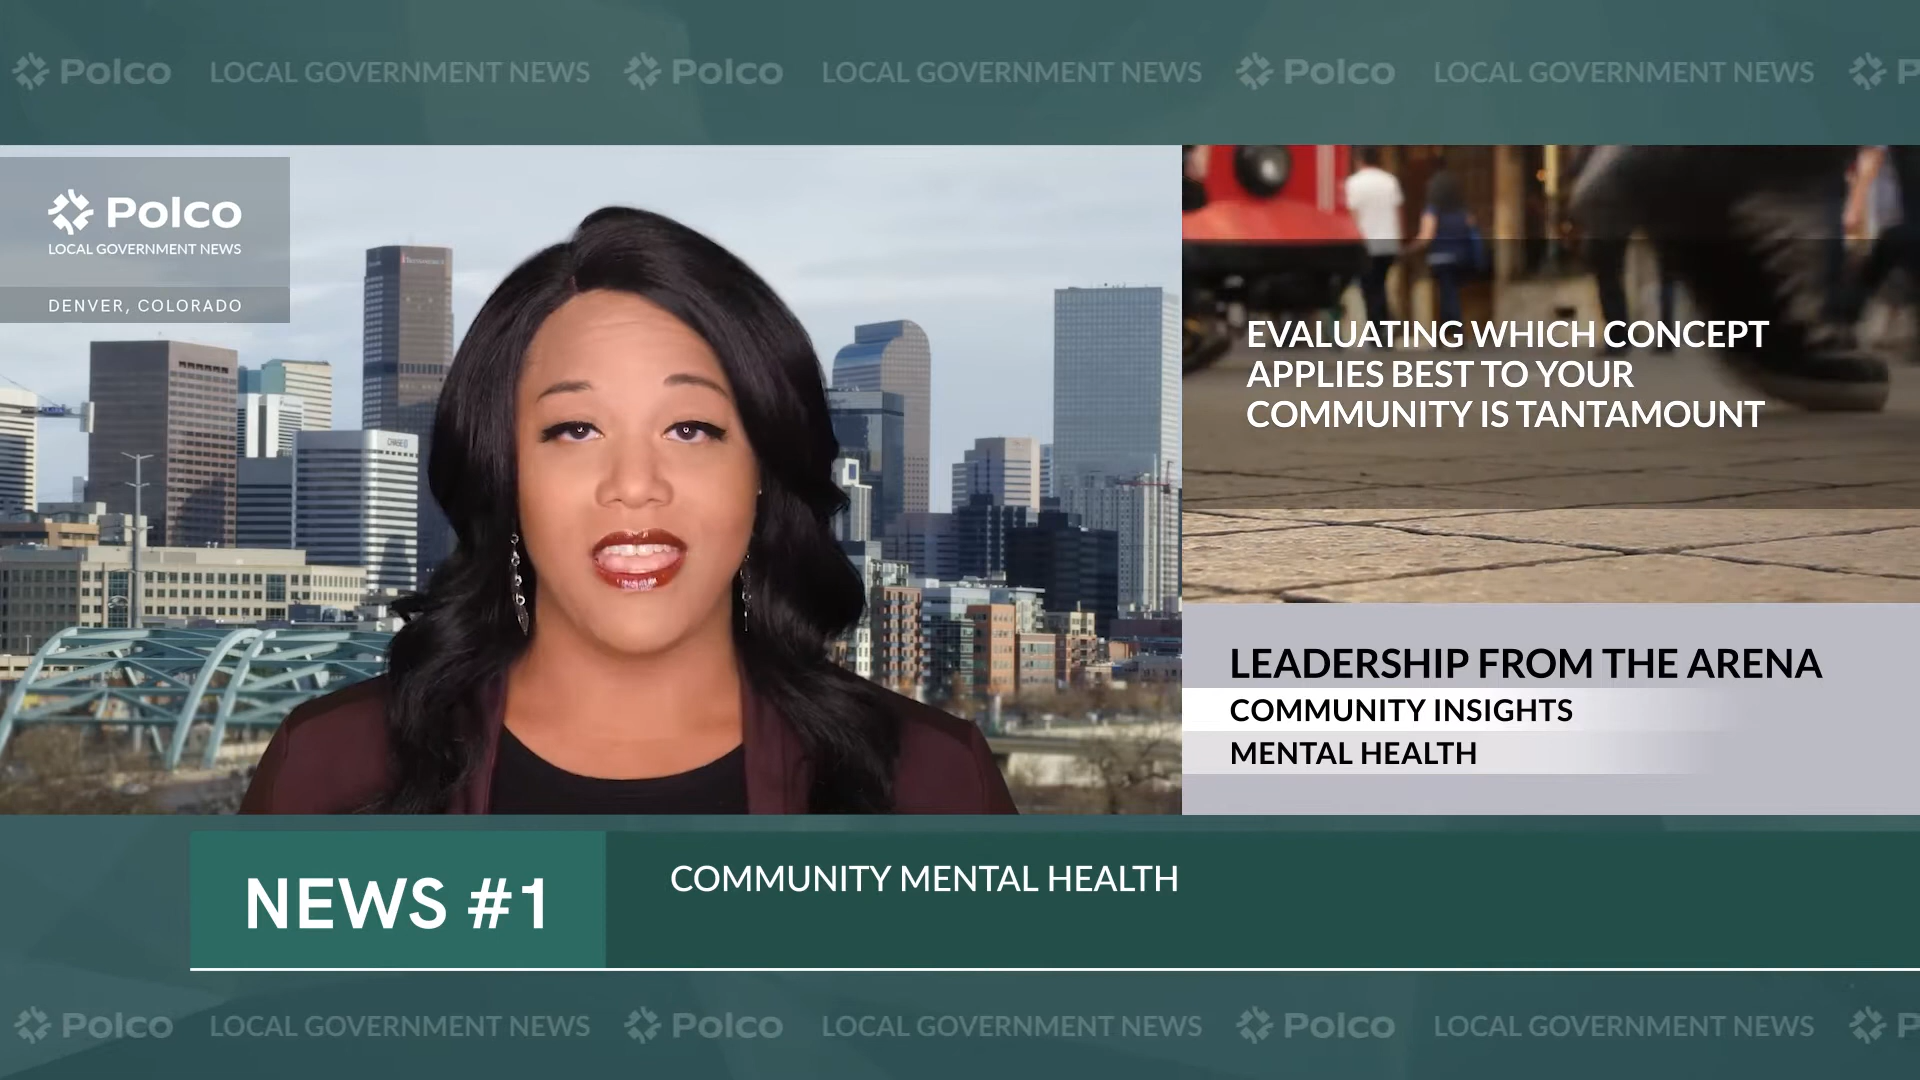 Polco LOCAL GOVERNMENT NEWS Polco LOCAL GOVERNMENT NEWS Polco LOCAL GOVERNMENT NEWS P
Polco
LOCAL GOVERNMENT NEWS
DENVER, COLORADO
EVALUATING WHICH CONCEPT
APPLIES BEST TO YOUR
COMMUNITY IS TANTAMOUNT
LEADERSHIP FROM THE ARENA
COMMUNITY INSIGHTS
MENTAL HEALTH
NEWS #1
COMMUNITY MENTAL HEALTH
Polco LOCAL GOVERNMENT NEWS Polco LOCAL GOVERNMENT NEWS Polco LOCAL GOVERNMENT NEWS P